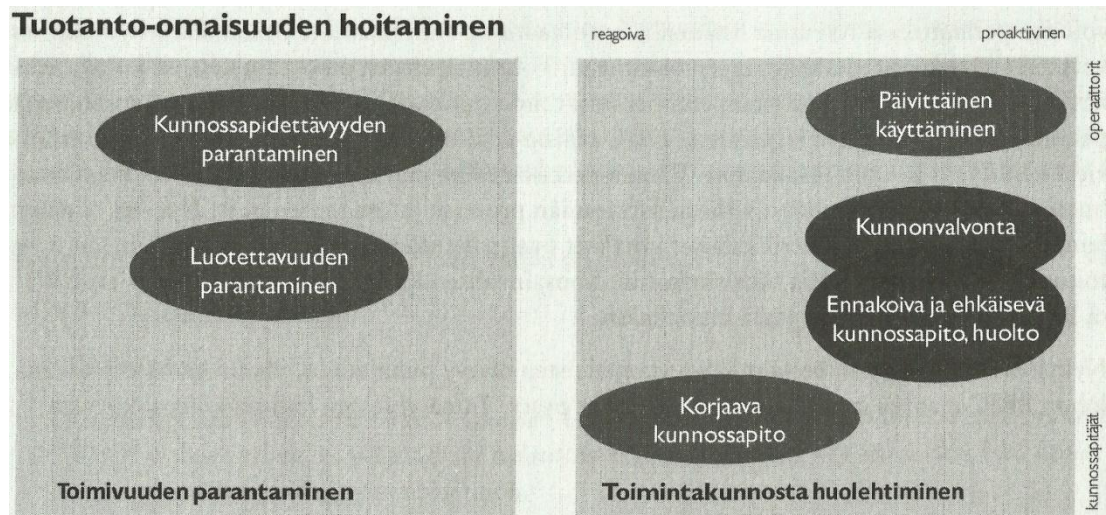 Tuotanto-omaisuuden hoitaminen
reagoiva
proaktiivinen
operaattorit
Kunnossapidettävyyden
parantaminen
Luotettavuuden
parantaminen
Päivittäinen
käyttäminen
Kunnonvalvonta
Ennakoiva ja ehkäisevä
kunnossapito, huolto
Korjaava
kunnossapito
kunnossapitäjät
Toimivuuden parantaminen
Toimintakunnosta huolehtiminen